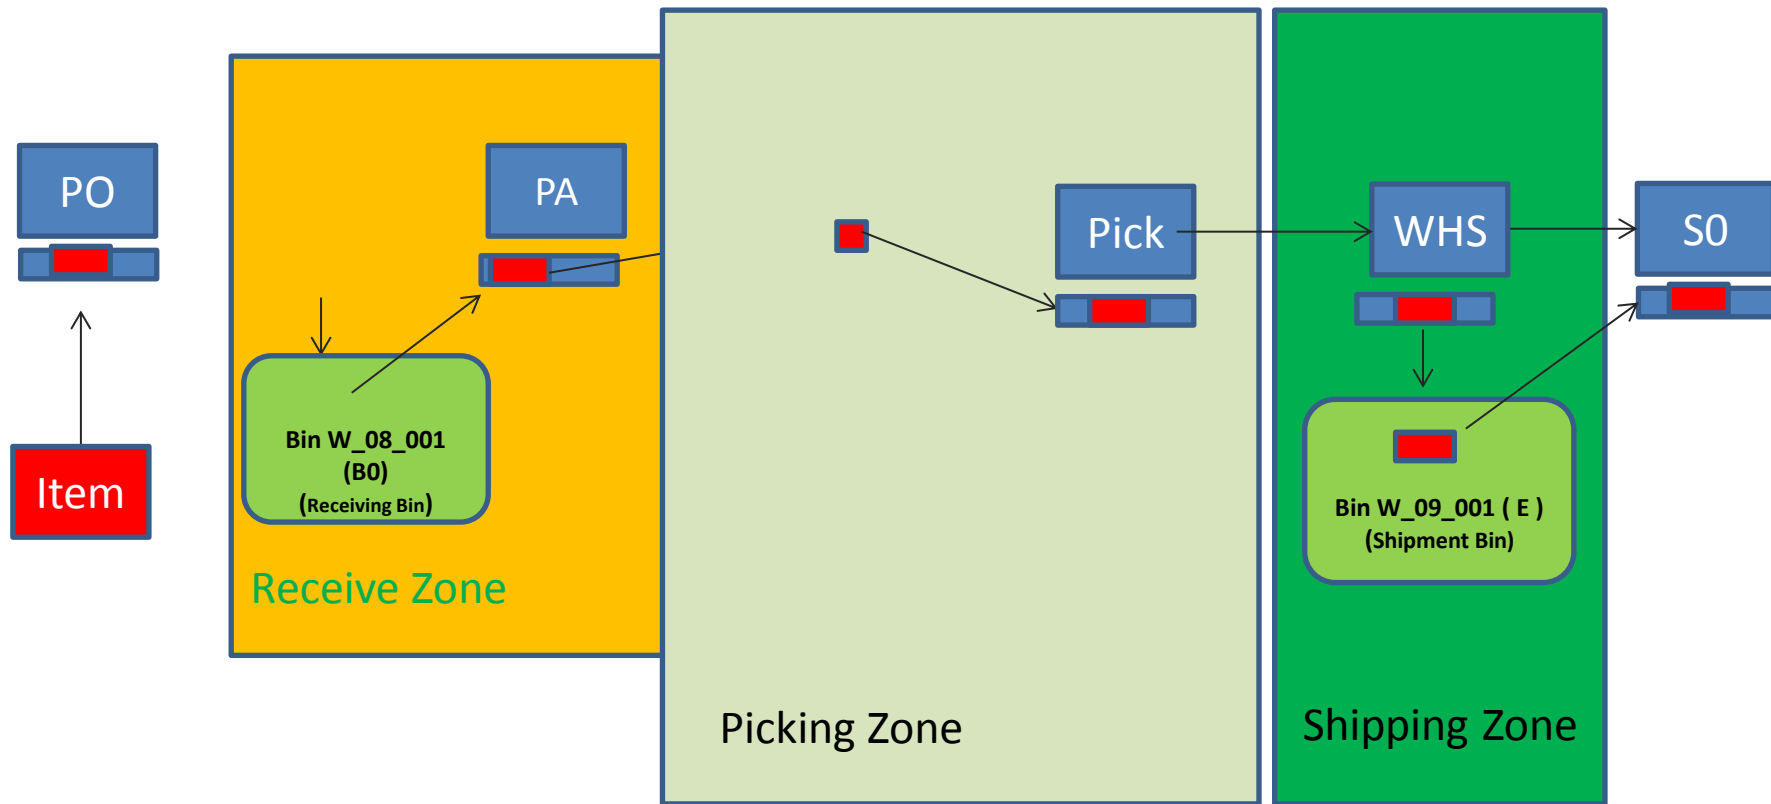 PO
Item
PA
Bin W_08_001
(B0)
(Receiving Bin)
Receive Zone
Pick
Picking Zone
WHS
Bin W_09_001 ( E )
(Shipment Bin)
Shipping Zone
S0